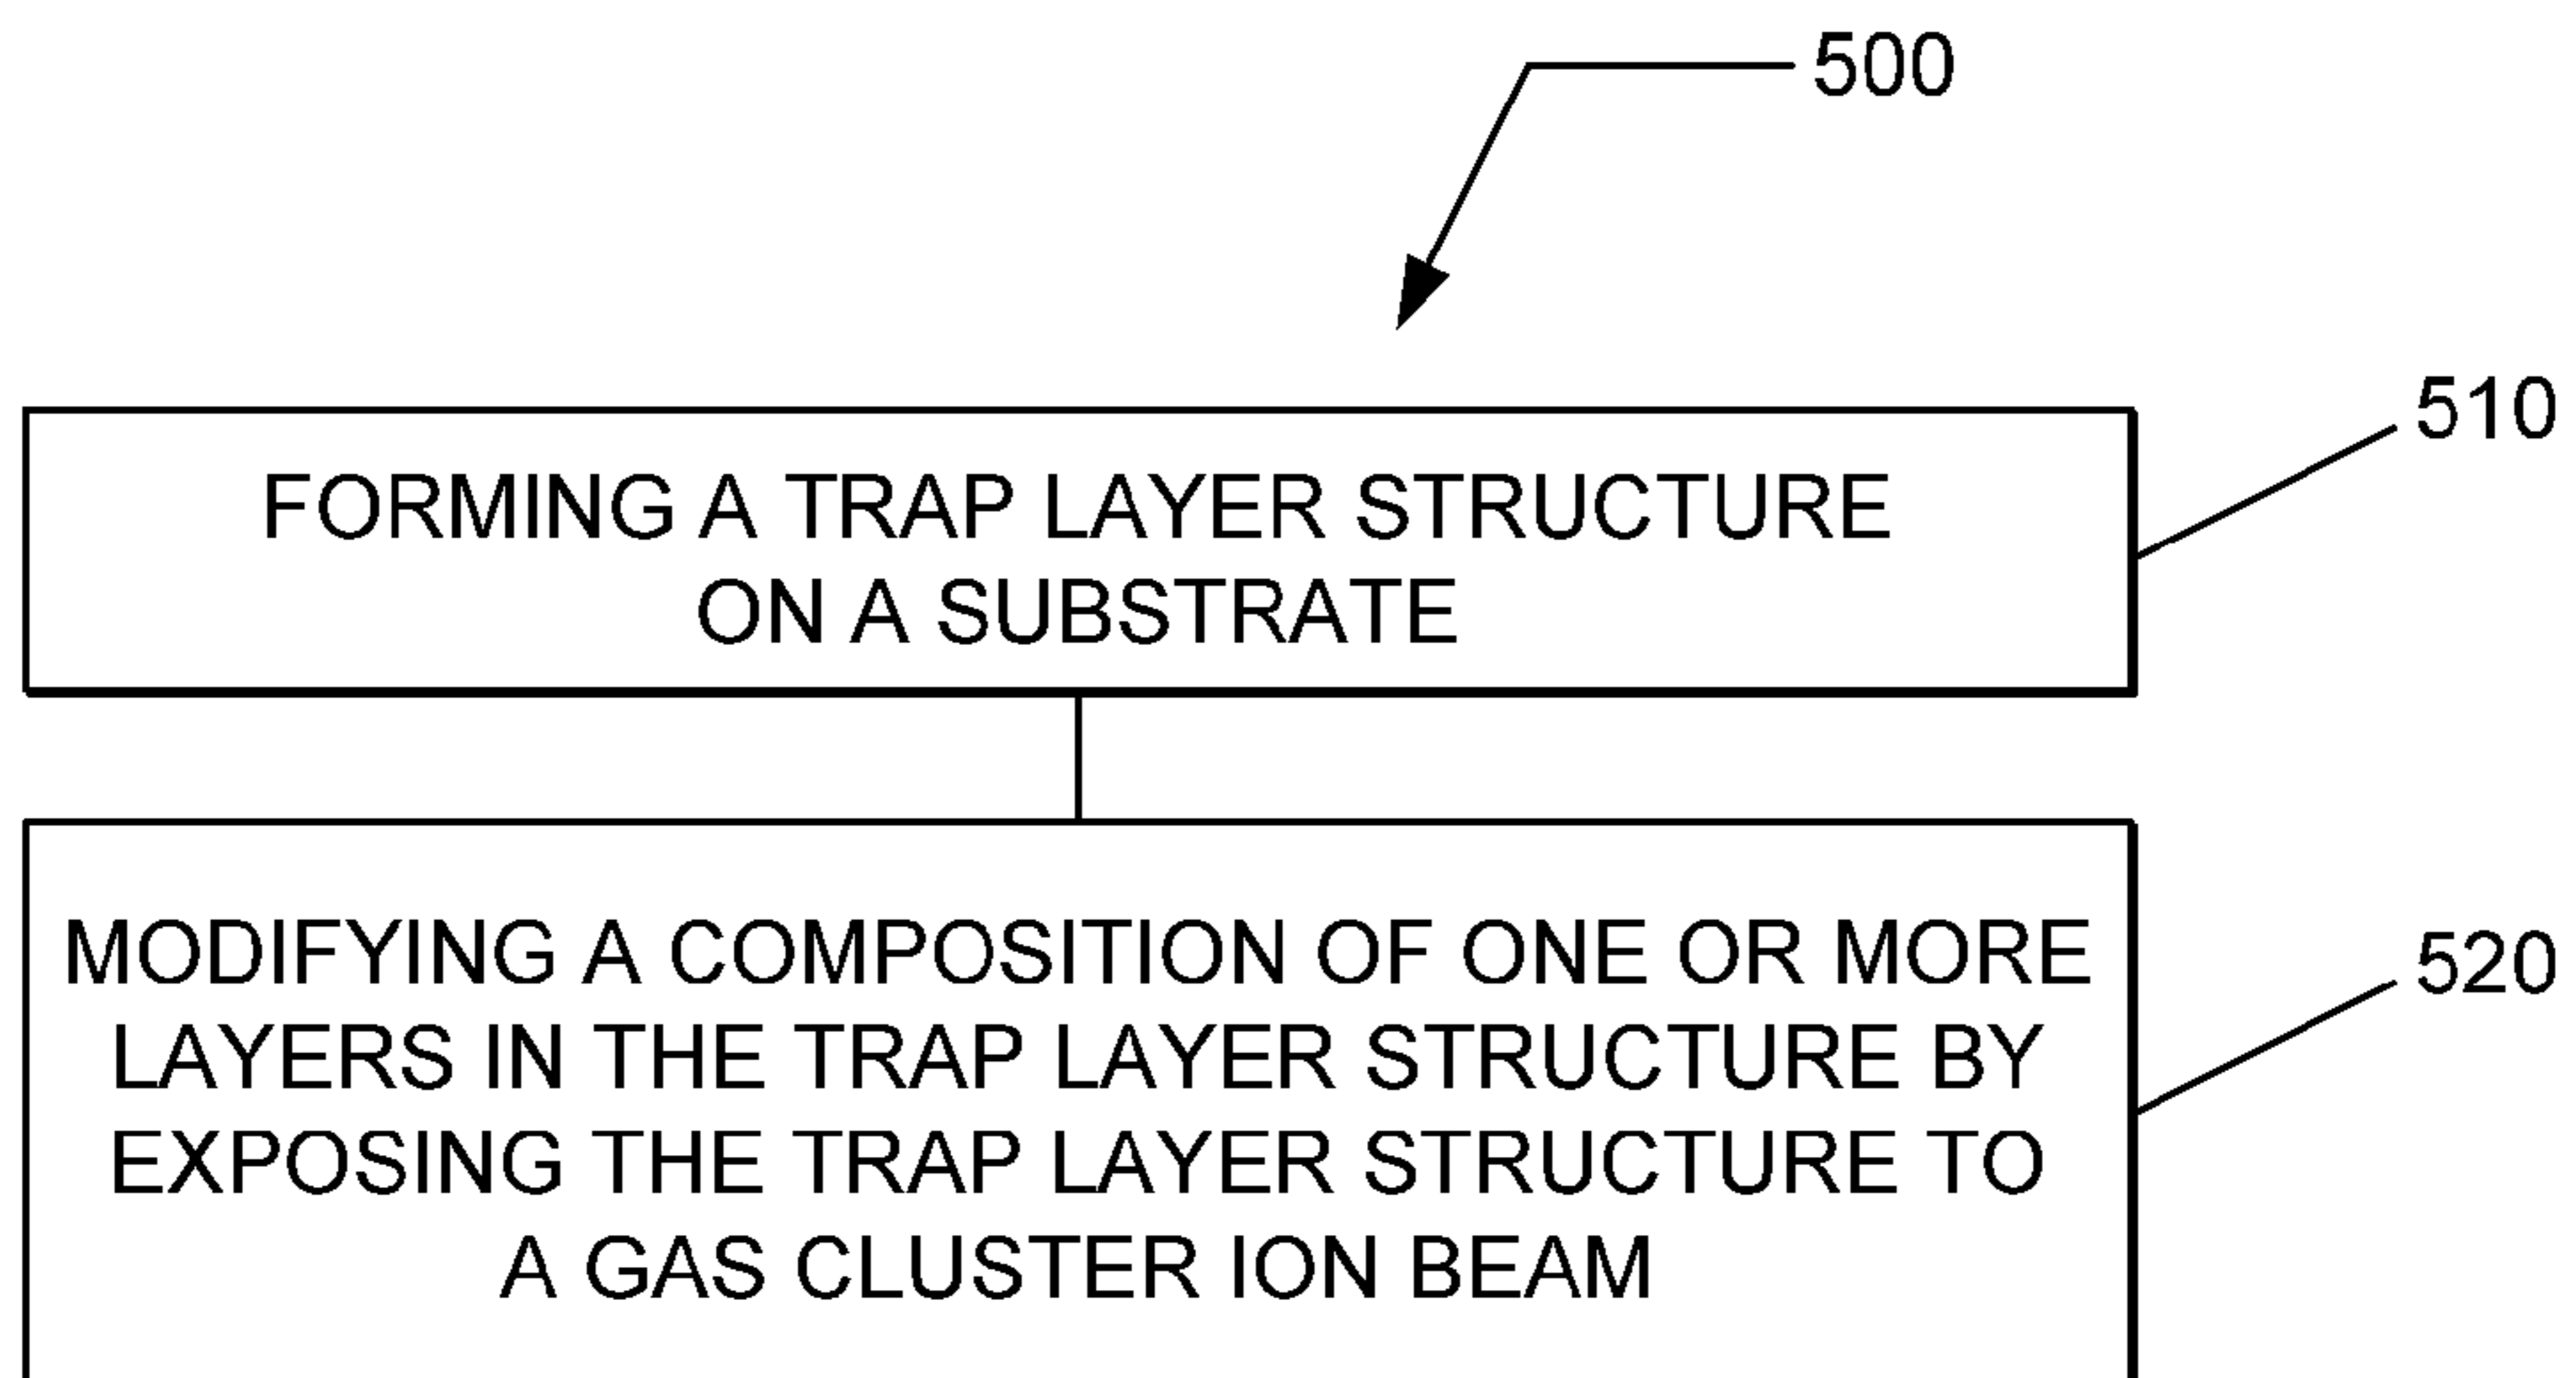 500
510
FORMING A TRAP LAYER STRUCTURE
ON A SUBSTRATE
520
MODIFYING A COMPOSITION OF ONE OR MORE
LAYERS IN THE TRAP LAYER STRUCTURE BY
EXPOSING THE TRAP LAYER STRUCTURE TO
A GAS CLUSTER ION BEAM